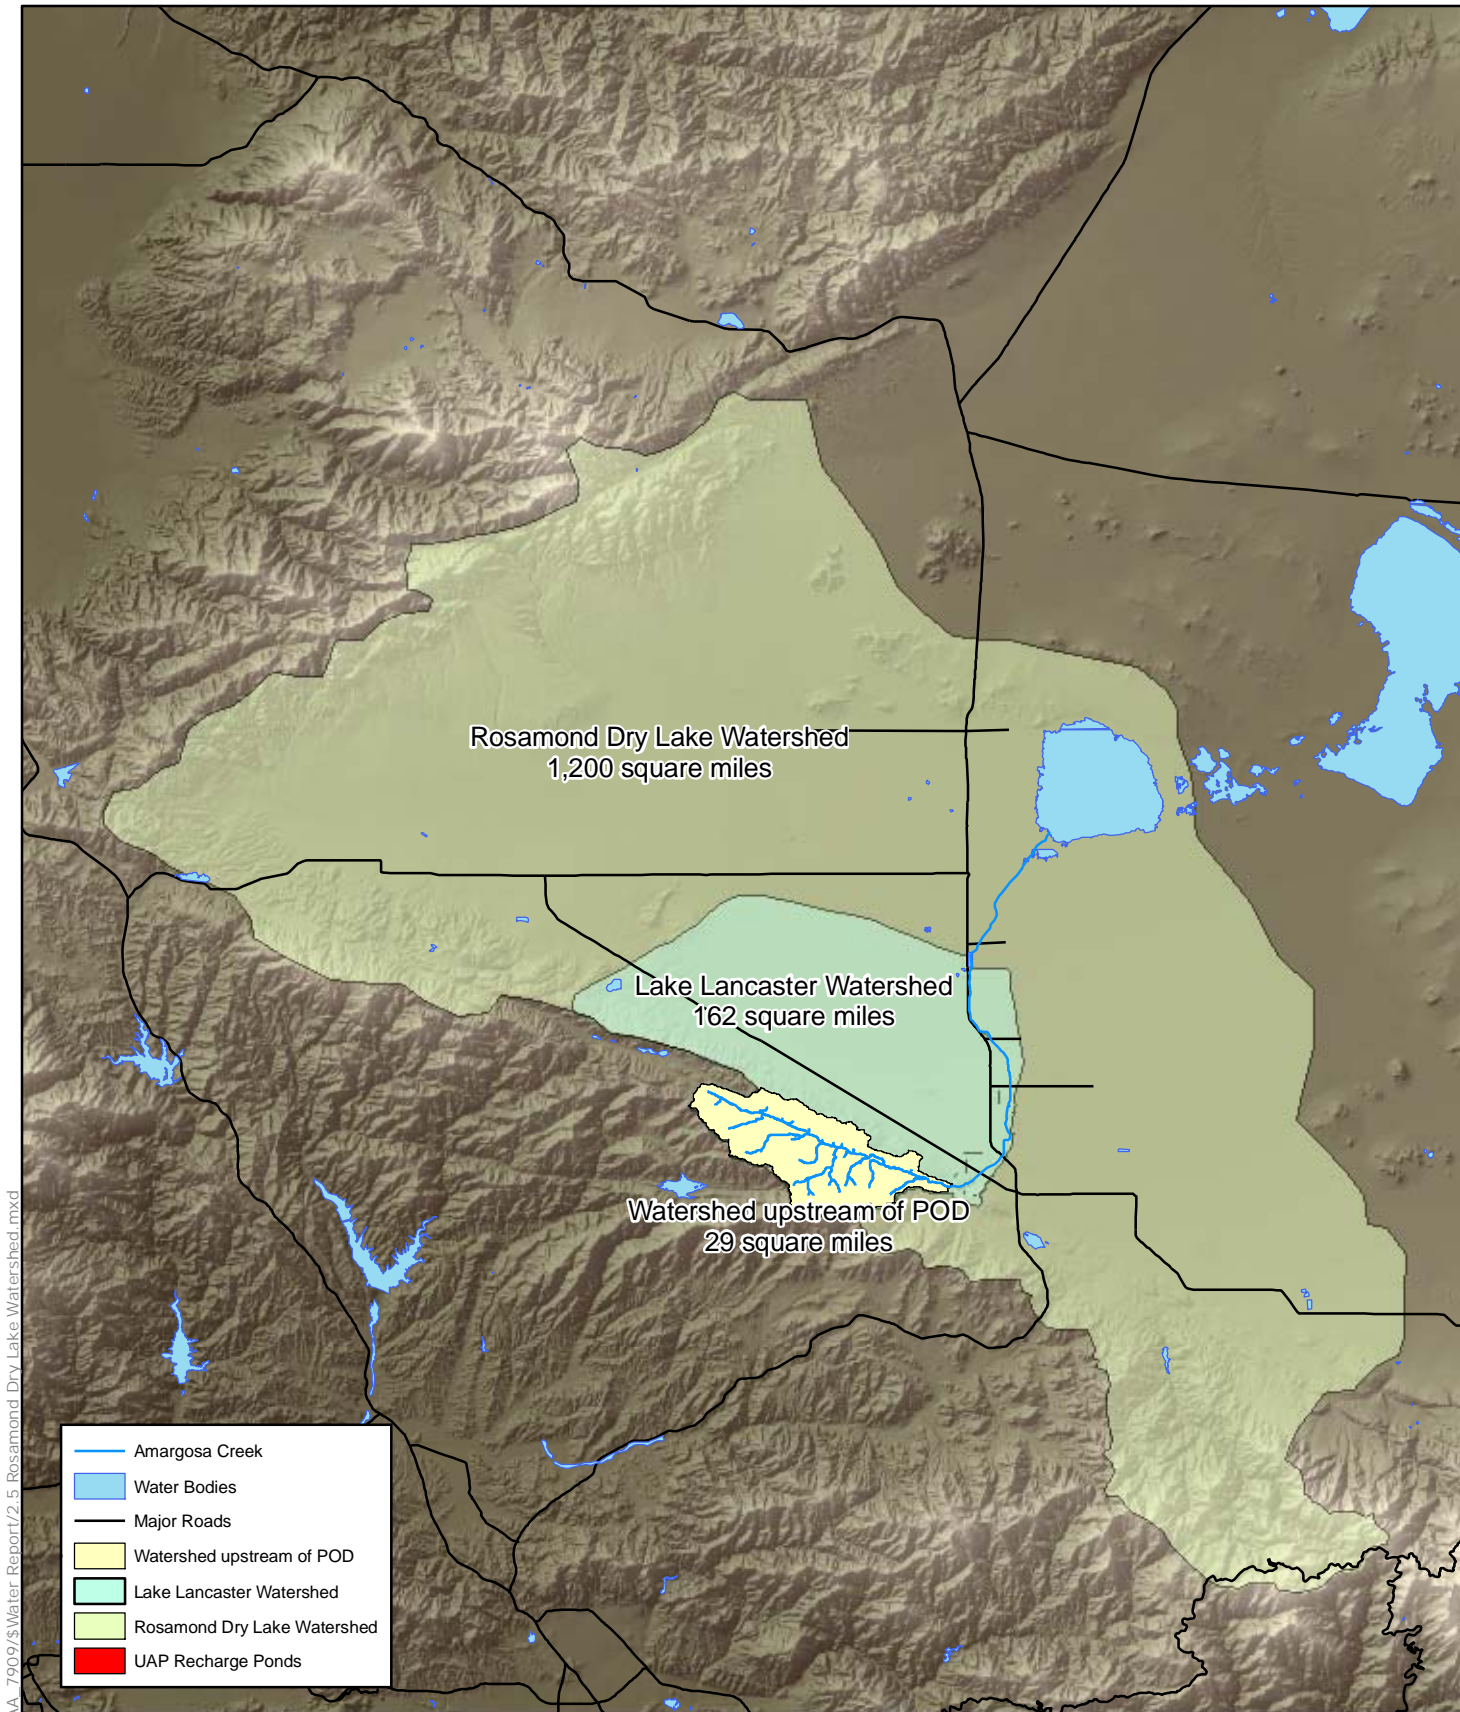 Rosamond Dry Lake Watershed
1,200 square miles
Lake Lancaster Watershed
162 square miles
Watershed upstream of POD
29 square miles
Amargosa Creek
Water Bodies
Major Roads
Watershed upstream of POD
Lake Lancaster Watershed
Rosamond Dry Lake Watershed
UAP Recharge Ponds
AA_7909/$Water Report/2.5 Rosamond Dry Lake Watershed.mxd